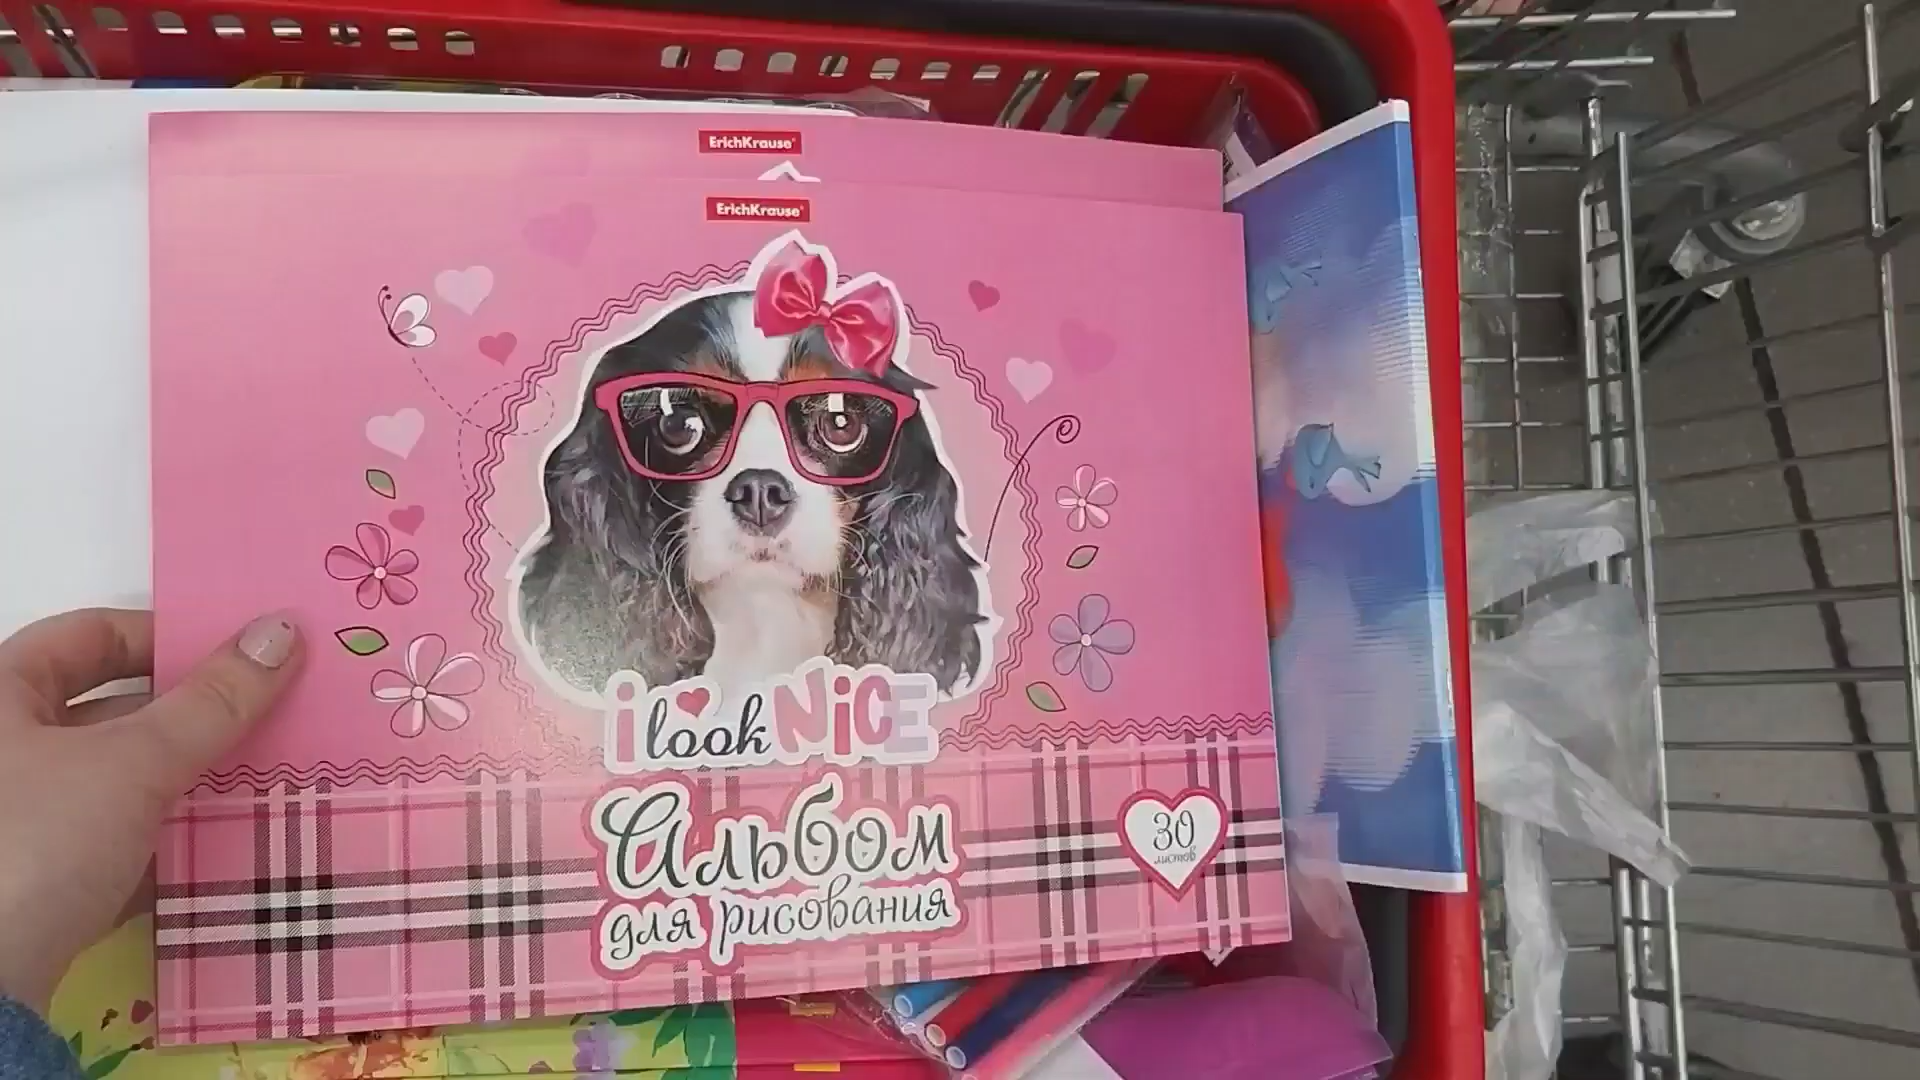 ErichKrause
ErichKrause
i look NiCE
Альбом
для рисования
30
листов